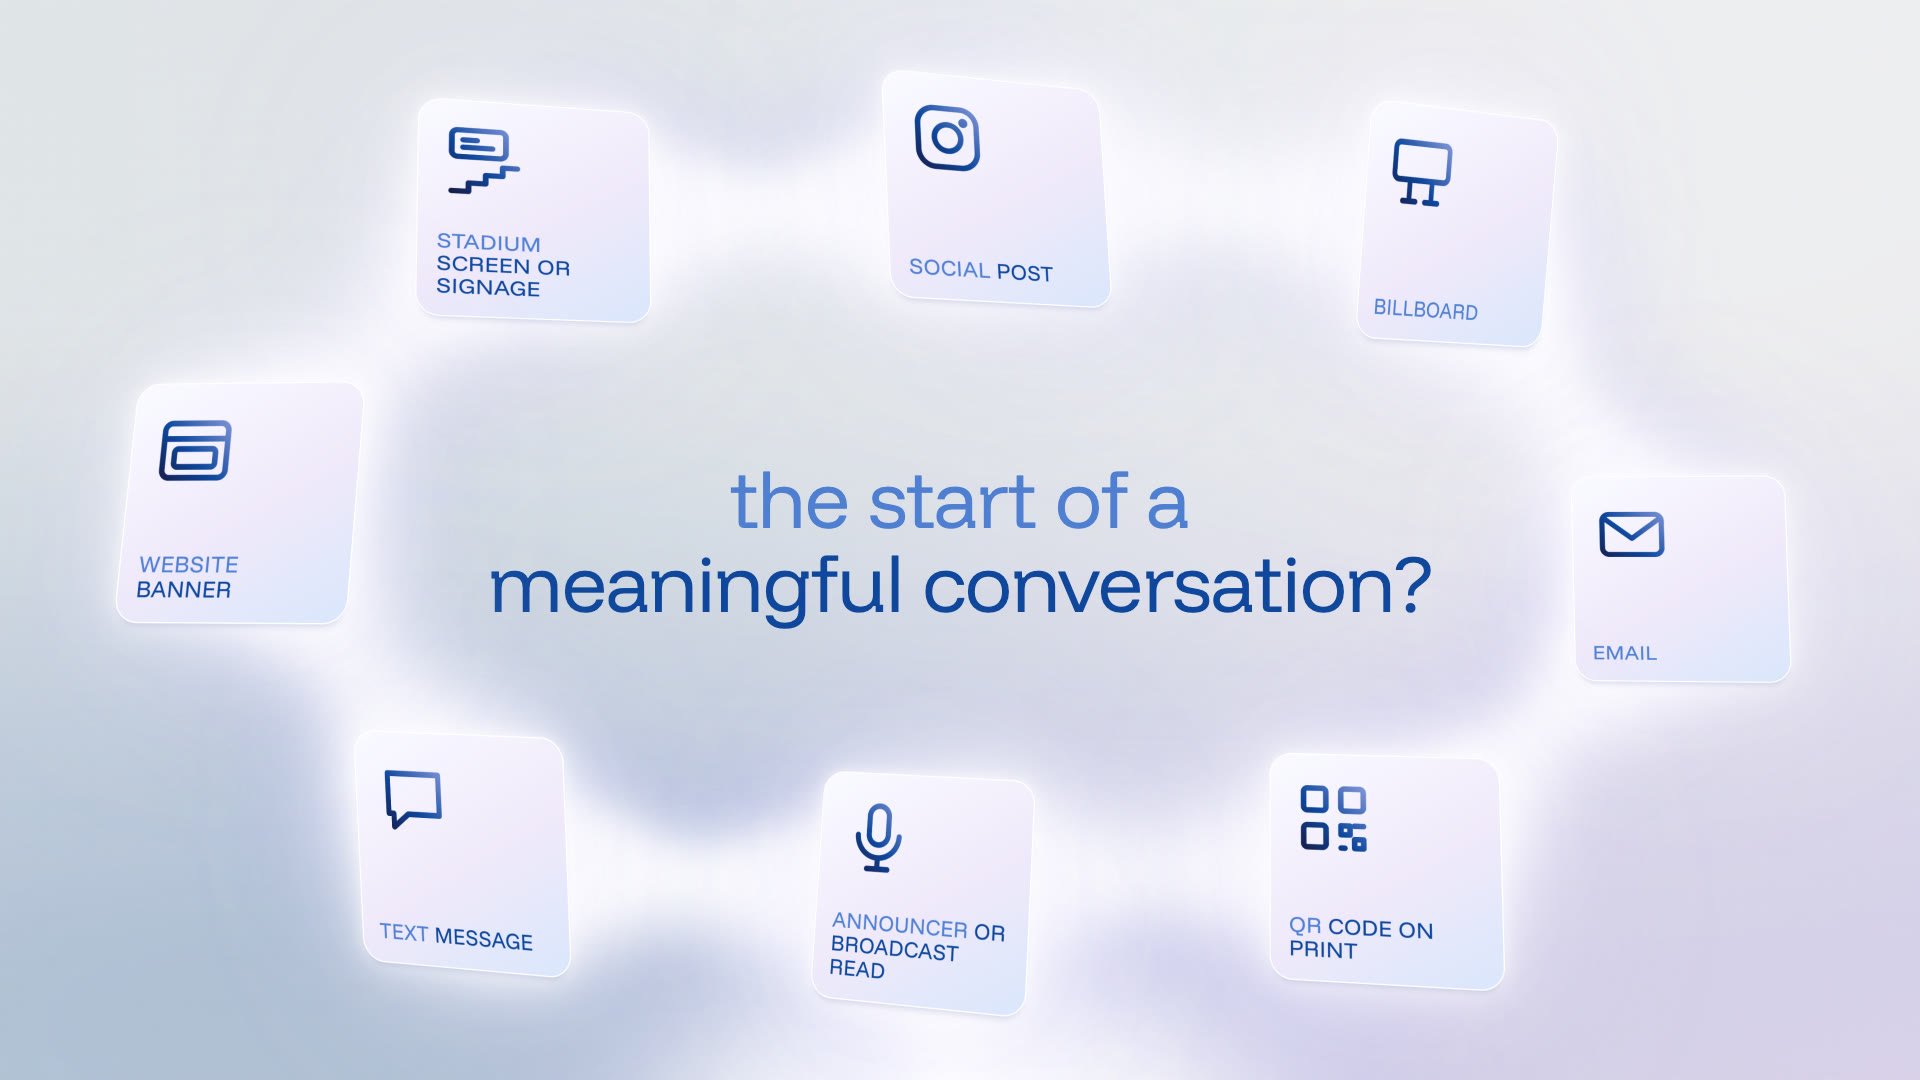 STADIUM
SCREEN OR
SIGNAGE
SOCIAL POST
BILLBOARD
WEBSITE
BANNER
the start of a
meaningful conversation?
EMAIL
TEXT MESSAGE
ANNOUNCER OR
BROADCAST
READ
QR CODE ON
PRINT